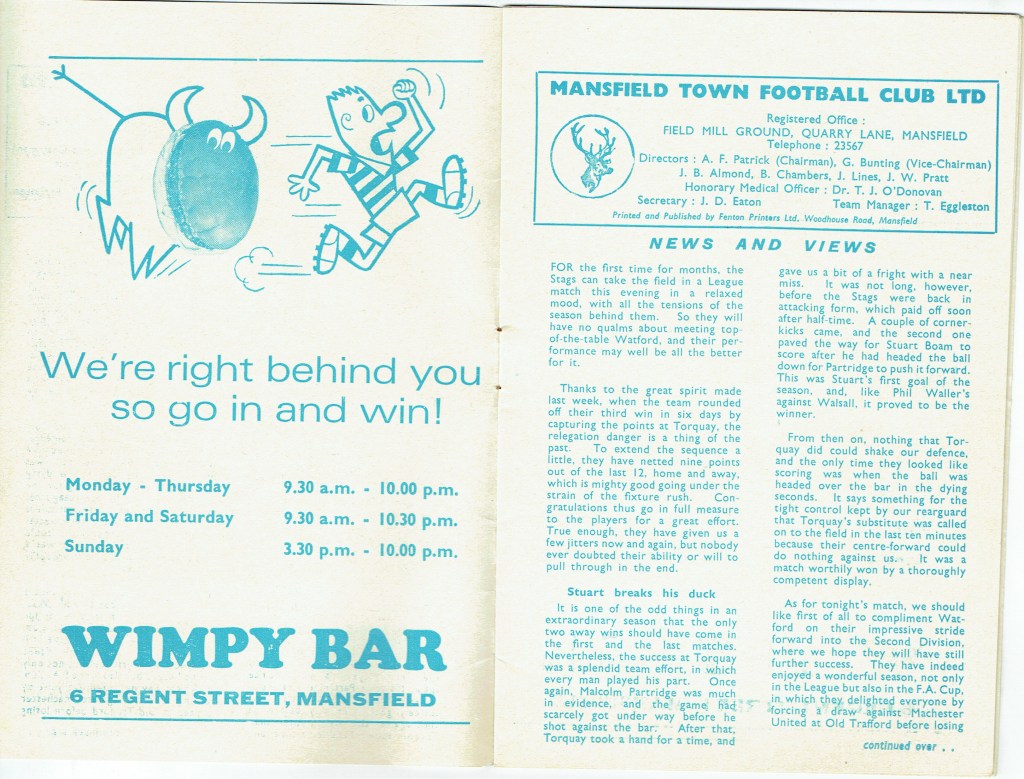 We're right behind you
so go in and win!
Monday - Thursday 9.30 a.m. - 10.00 p.m.
Friday and Saturday 9.30 a.m. - 10.30 p.m.
Sunday 3.30 p.m. - 10.00 p.m.
WIMPY BAR
6 REGENT STREET, MANSFIELD
MANSFIELD TOWN FOOTBALL CLUB LTD
Registered Office :
FIELD MILL GROUND, QUARRY LANE, MANSFIELD
Telephone : 23567
Directors : A. F. Patrick (Chairman), G. Bunting (Vice-Chairman)
J. B. Almond, B. Chambers, J. Lines, J. W. Pratt
Honorary Medical Officer : Dr. T. J. O'Donovan
Secretary : J. D. Eaton Team Manager : T. Eggleston
Printed and Published by Fenton Printers Ltd. Woodhouse Road, Mansfield
NEWS AND VIEWS
FOR the first time for months, the
Stags can take the field in a League
match this evening in a relaxed
mood, with all the tensions of the
season behind them. So they will
have no qualms about meeting top-
of-the-table Watford, and their per-
formance may well be all the better
for it.
Thanks to the great spirit made
last week, when the team rounded
off their third win in six days by
capturing the points at Torquay, the
relegation danger is a thing of the
past. To extend the sequence a
little, they have netted nine points
out of the last 12, home and away,
which is mighty good going under the
strain of the fixture rush. Con-
gratulations thus go in full measure
to the players for a great effort.
True enough, they have given us a
few jitters now and again, but nobody
ever doubted their ability or will to
pull through in the end.
Stuart breaks his duck
It is one of the odd things in an
extraordinary season that the only
two away wins should have come in
the first and the last matches.
Nevertheless, the success at Torquay
was a splendid team effort, in which
every man played his part. Once
again, Malcolm Partridge was much
in evidence, and the game had
scarcely got under way before he
shot against the bar. After that,
Torquay took a hand for a time, and
gave us a bit of a fright with a near
miss. It was not long, however,
before the Stags were back in
attacking form, which paid off soon
after half-time. A couple of corner-
kicks came, and the second one
paved the way for Stuart Boam to
score after he had headed the ball
down for Partridge to push it forward.
This was Stuart's first goal of the
season, and, like Phil Waller's
against Walsall, it proved to be the
winner.
From then on, nothing that Tor-
quay did could shake our defence,
and the only time they looked like
scoring was when the ball was
headed over the bar in the dying
seconds. It says something for the
tight control kept by our rearguard
that Torquay's substitute was called
on to the field in the last ten minutes
because their centre-forward could
do nothing against us. It was a
match worthily won by a thoroughly
competent display.
As for tonight's match, we should
like first of all to compliment Wat-
ford on their impressive stride
forward into the Second Division,
where we hope they will have still
further success. They have indeed
enjoyed a wonderful season, not only
in the League but also in the F.A. Cup,
in which they delighted everyone by
forcing a draw against Machester
United at Old Trafford before losing
continued over . .